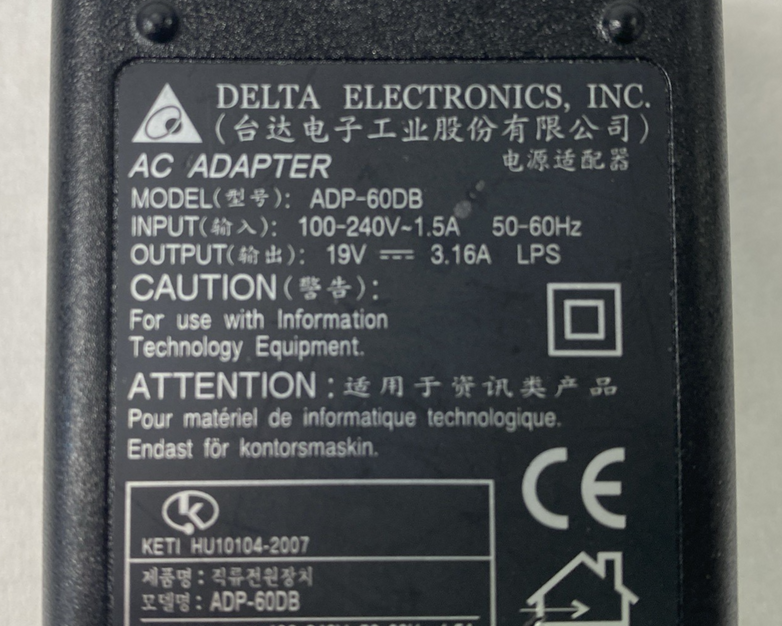 DELTA ELECTRONICS, INC.
(台达电子工业股份有限公司)
AC ADAPTER 电源适配器
MODEL(型号): ADP-60DB
INPUT(输入): 100-240V~1.5A 50-60Hz
OUTPUT(输出): 19V ⎓ 3.16A LPS
CAUTION(警告):
For use with Information
Technology Equipment.
ATTENTION : 适用于资讯类产品
Pour matériel de informatique technologique.
Endast för kontorsmaskin.
CE
KETI HU10104-2007
제품명 : 직류전원장치
모델명 : ADP-60DB